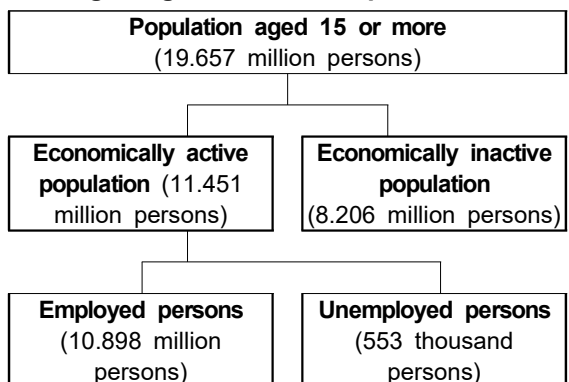 Population aged 15 or more
(19.657 million persons)
Economically active
population (11.451
million persons)
Economically inactive
population
(8.206 million persons)
Employed persons
(10.898 million
persons)
Unemployed persons
(553 thousand
persons)